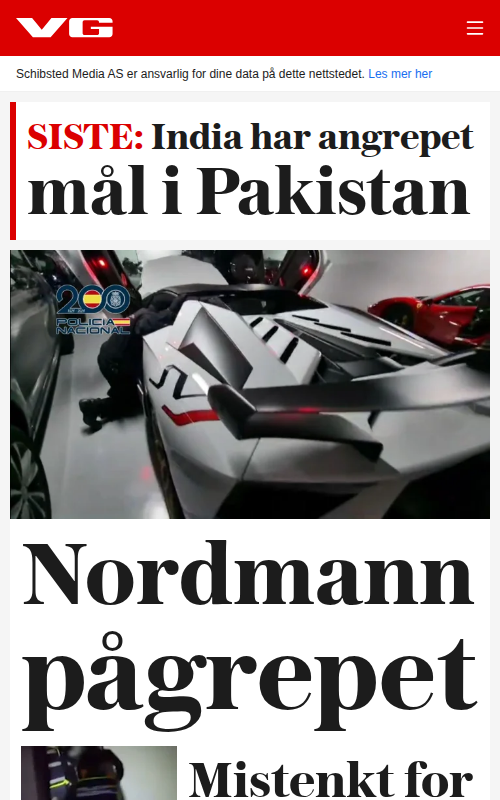 VG
Schibsted Media AS er ansvarlig for dine data på dette nettstedet. Les mer her
SISTE: India har angrepet
mål i Pakistan
200
POLICIA
NACIONAL
SVJ
Nordmann
pågrepet
Mistenkt for